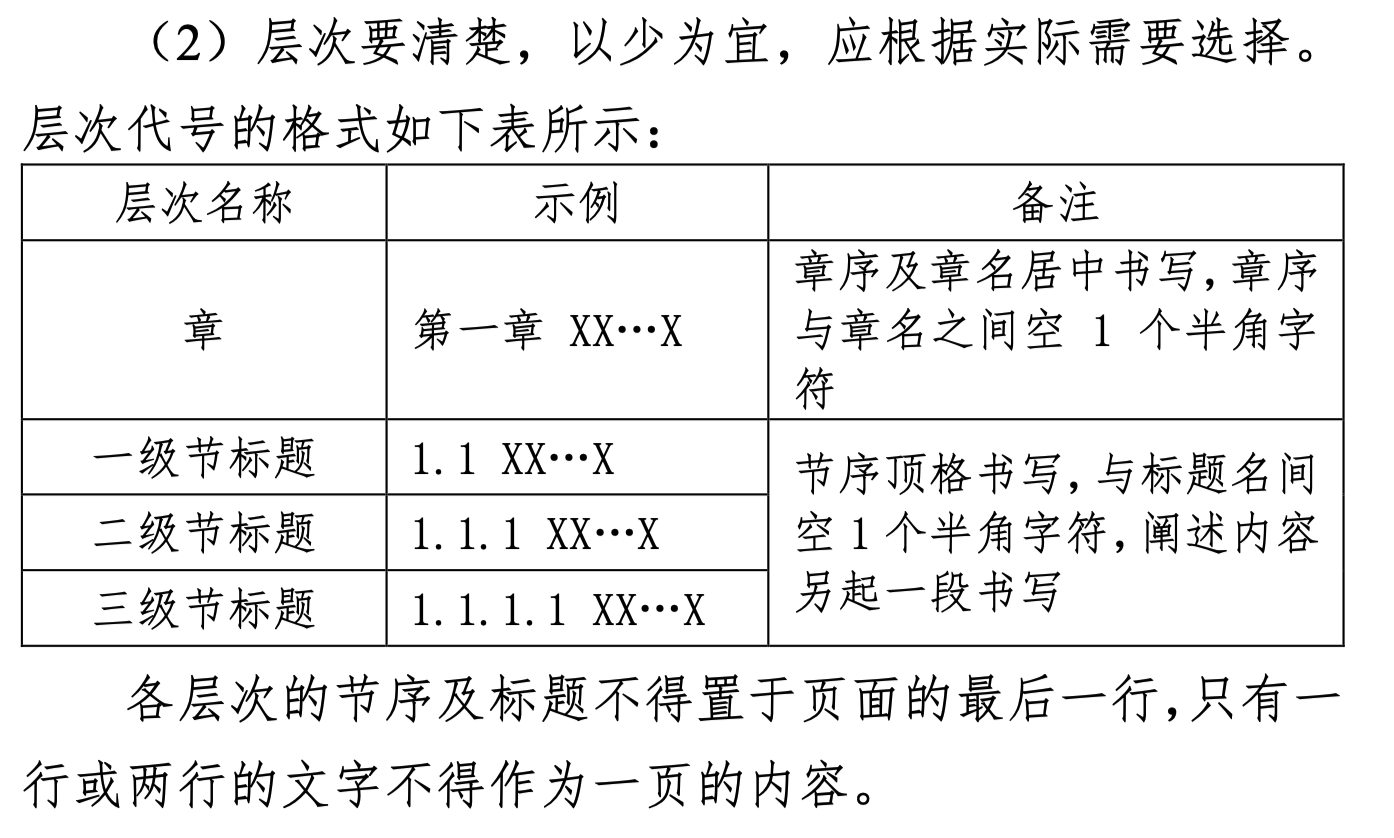 （2）层次要清楚，以少为宜，应根据实际需要选择。
层次代号的格式如下表所示：
层次名称 示例 备注
章 第一章 XX…X 章序及章名居中书写，章序
与章名之间空 1 个半角字
符
一级节标题 1.1 XX…X
二级节标题 1.1.1 XX…X
三级节标题 1.1.1.1 XX…X
节序顶格书写，与标题名间
空 1 个半角字符，阐述内容
另起一段书写
各层次的节序及标题不得置于页面的最后一行，只有一
行或两行的文字不得作为一页的内容。